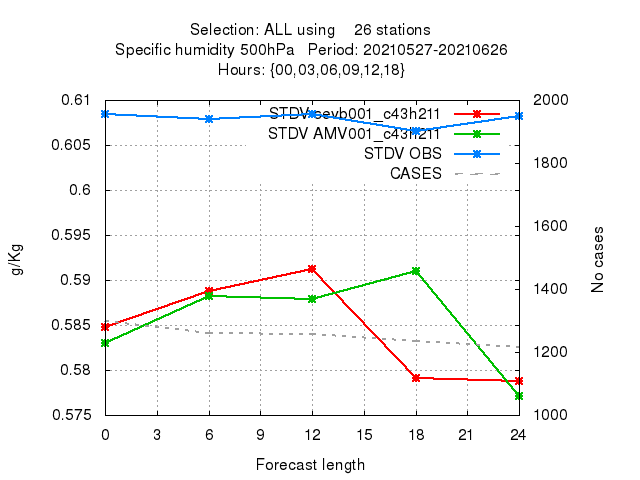 Selection: ALL using 26 stations
Specific humidity 500hPa Period: 20210527-20210626
Hours: {00,03,06,09,12,18}
0.61
0.605
0.6
0.595
0.59
0.585
0.58
0.575
g/Kg
STDV sevb001_c43h211
STDV AMV001_c43h211
STDV OBS
CASES
2000
1800
1600
1400
1200
1000
No cases
0 3 6 9 12 15 18 21 24
Forecast length